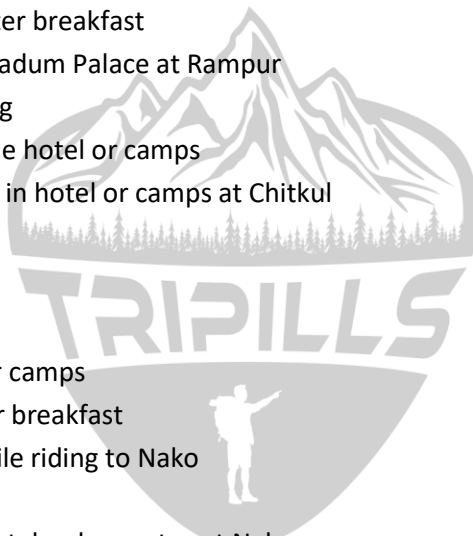 er breakfast
adum Palace at Rampur
g
e hotel or camps
in hotel or camps at Chitkul
TRIPILLS
camps
breakfast
ile riding to Nako